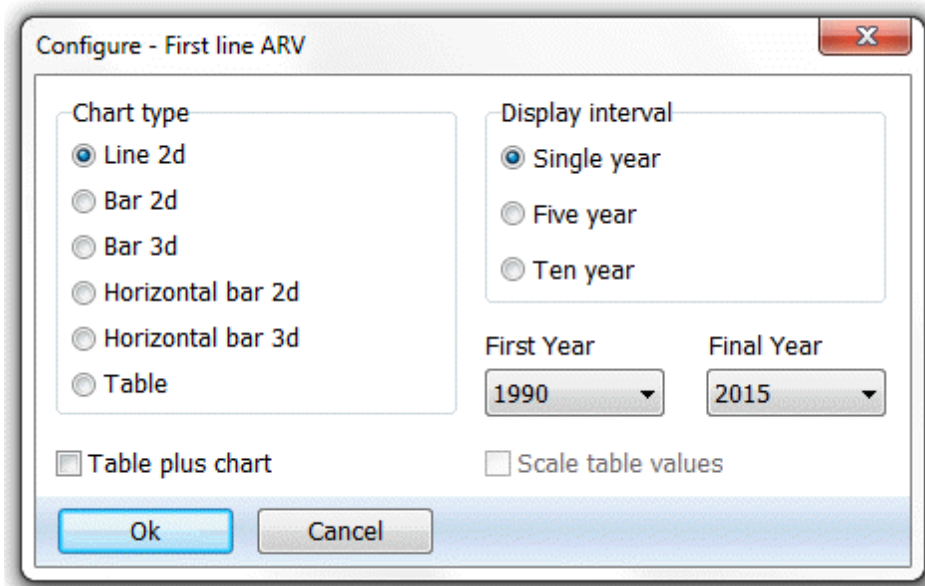 Configure - First line ARV
Chart type
Line 2d
Bar 2d
Bar 3d
Horizontal bar 2d
Horizontal bar 3d
Table
Display interval
Single year
Five year
Ten year
First Year
Final Year
1990
2015
Table plus chart
Scale table values
Ok
Cancel